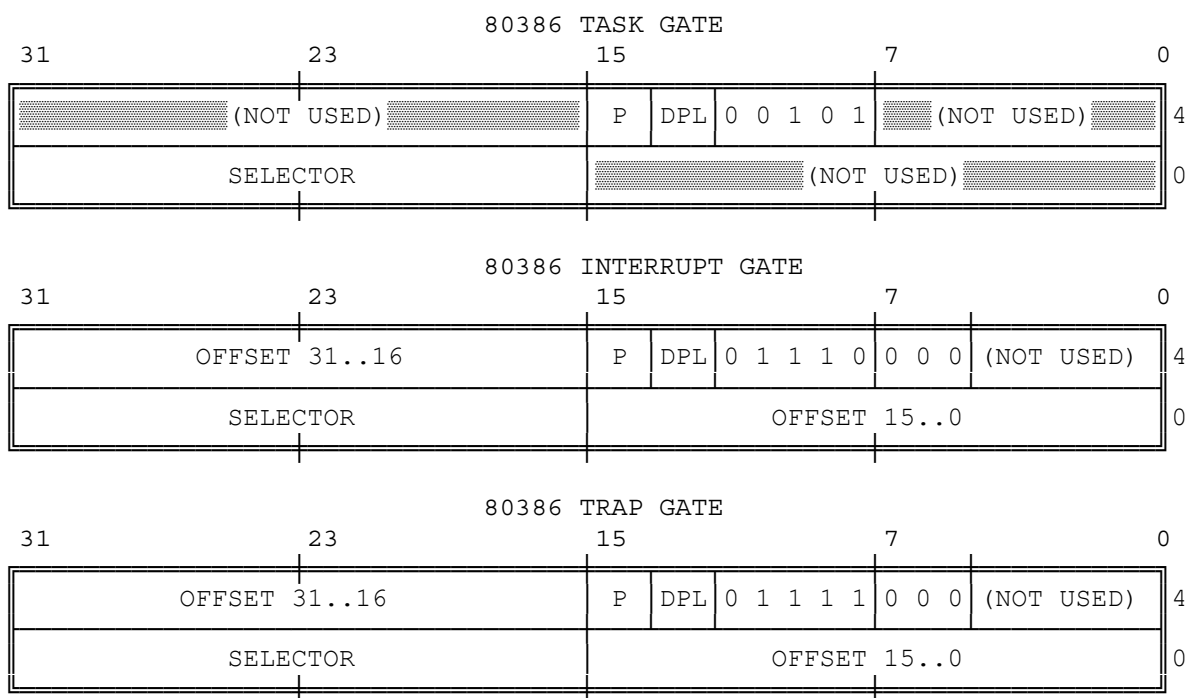 80386 TASK GATE
31 23 15 7 0
(NOT USED) P DPL 0 0 1 0 1 (NOT USED) 4
SELECTOR (NOT USED) 0
80386 INTERRUPT GATE
31 23 15 7 0
OFFSET 31..16 P DPL 0 1 1 1 0 0 0 0 (NOT USED) 4
SELECTOR OFFSET 15..0 0
80386 TRAP GATE
31 23 15 7 0
OFFSET 31..16 P DPL 0 1 1 1 1 0 0 0 (NOT USED) 4
SELECTOR OFFSET 15..0 0